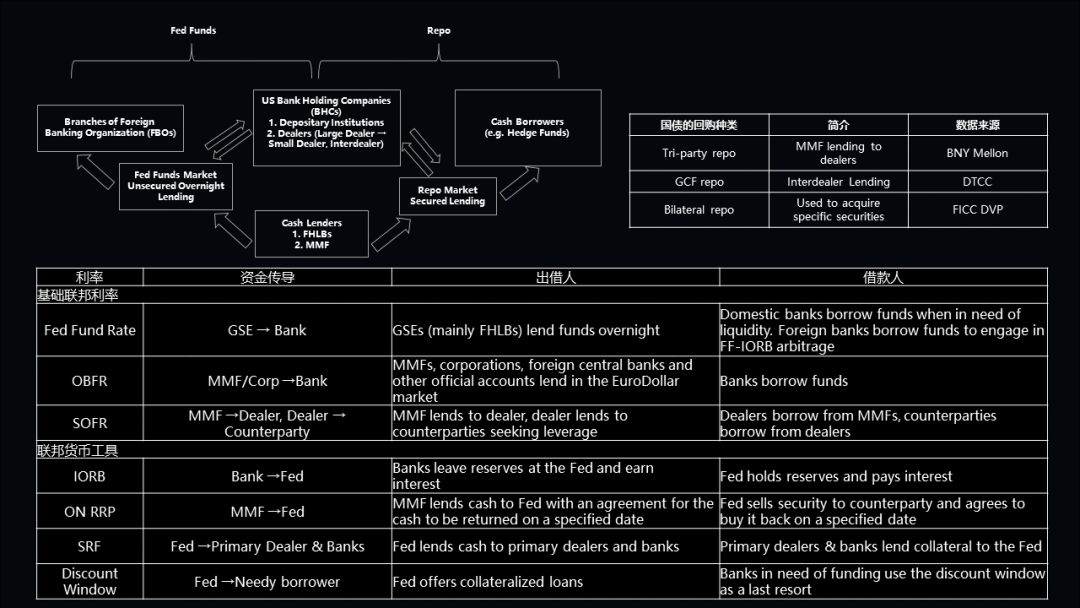 Fed Funds
Repo
Branches of Foreign
Banking Organization (FBOs)
US Bank Holding Companies
(BHCs)
1. Depositary Institutions
2. Dealers (Large Dealer →
Small Dealer, Interdealer)
Cash Borrowers
(e.g. Hedge Funds)
Fed Funds Market
Unsecured Overnight
Lending
Repo Market
Secured Lending
Cash Lenders
1. FHLBs
2. MMF
国债的回购种类 简介 数据来源
Tri-party repo MMF lending to
dealers BNY Mellon
GCF repo Interdealer Lending DTCC
Bilateral repo Used to acquire
specific securities FICC DVP
利率 资金传导 出借人 借款人
基础联邦利率
Fed Fund Rate GSE → Bank GSEs (mainly FHLBs) lend funds overnight Domestic banks borrow funds when in need of
liquidity. Foreign banks borrow funds to engage in
FF-IORB arbitrage
OBFR MMF/Corp →Bank MMFs, corporations, foreign central banks and
other official accounts lend in the EuroDollar
market Banks borrow funds
SOFR MMF →Dealer, Dealer →
Counterparty MMF lends to dealer, dealer lends to
counterparties seeking leverage Dealers borrow from MMFs, counterparties
borrow from dealers
联邦货币工具
IORB Bank →Fed Banks leave reserves at the Fed and earn
interest Fed holds reserves and pays interest
ON RRP MMF →Fed MMF lends cash to Fed with an agreement for the
cash to be returned on a specified date Fed sells security to counterparty and agrees to
buy it back on a specified date
SRF Fed →Primary Dealer & Banks Fed lends cash to primary dealers and banks Primary dealers & banks lend collateral to the Fed
Discount
Window Fed →Needy borrower Fed offers collateralized loans Banks in need of funding use the discount window
as a last resort